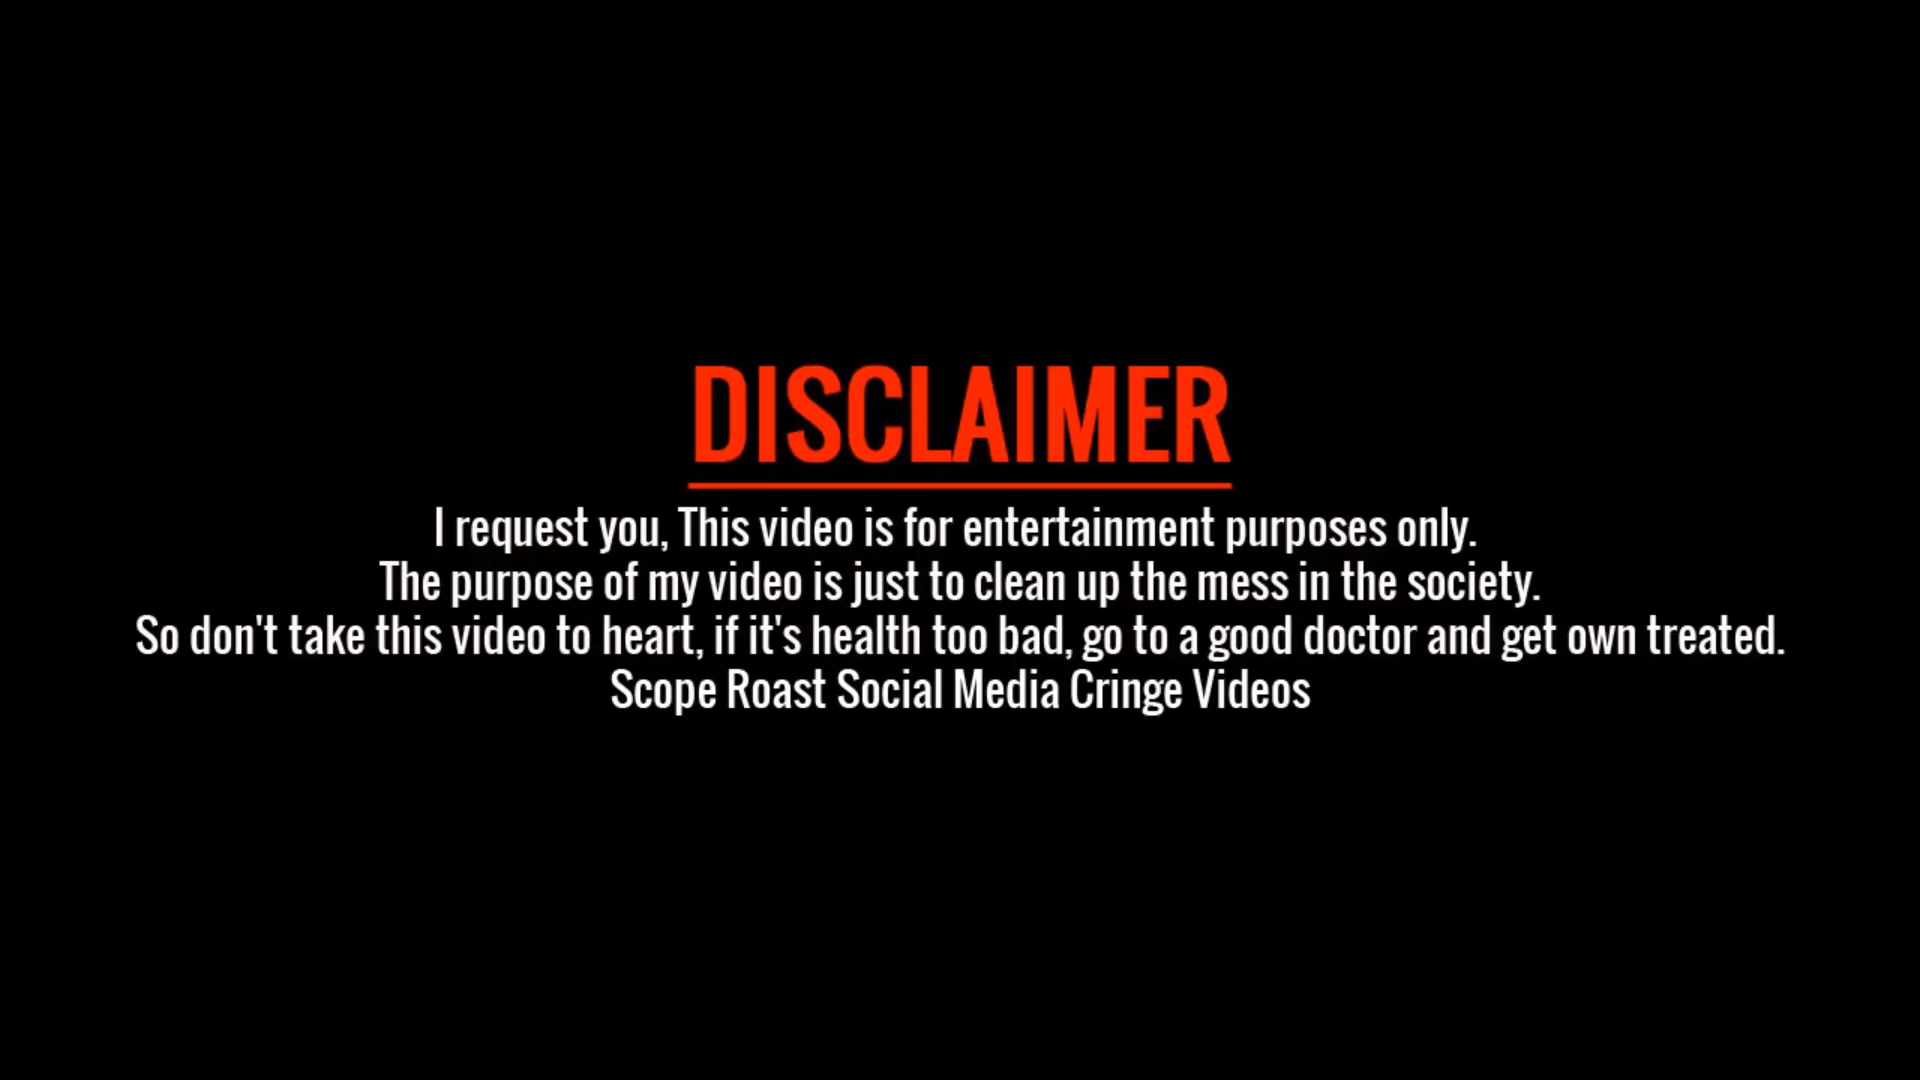 DISCLAIMER
I request you, This video is for entertainment purposes only.
The purpose of my video is just to clean up the mess in the society.
So don't take this video to heart, if it's health too bad, go to a good doctor and get own treated.
Scope Roast Social Media Cringe Videos